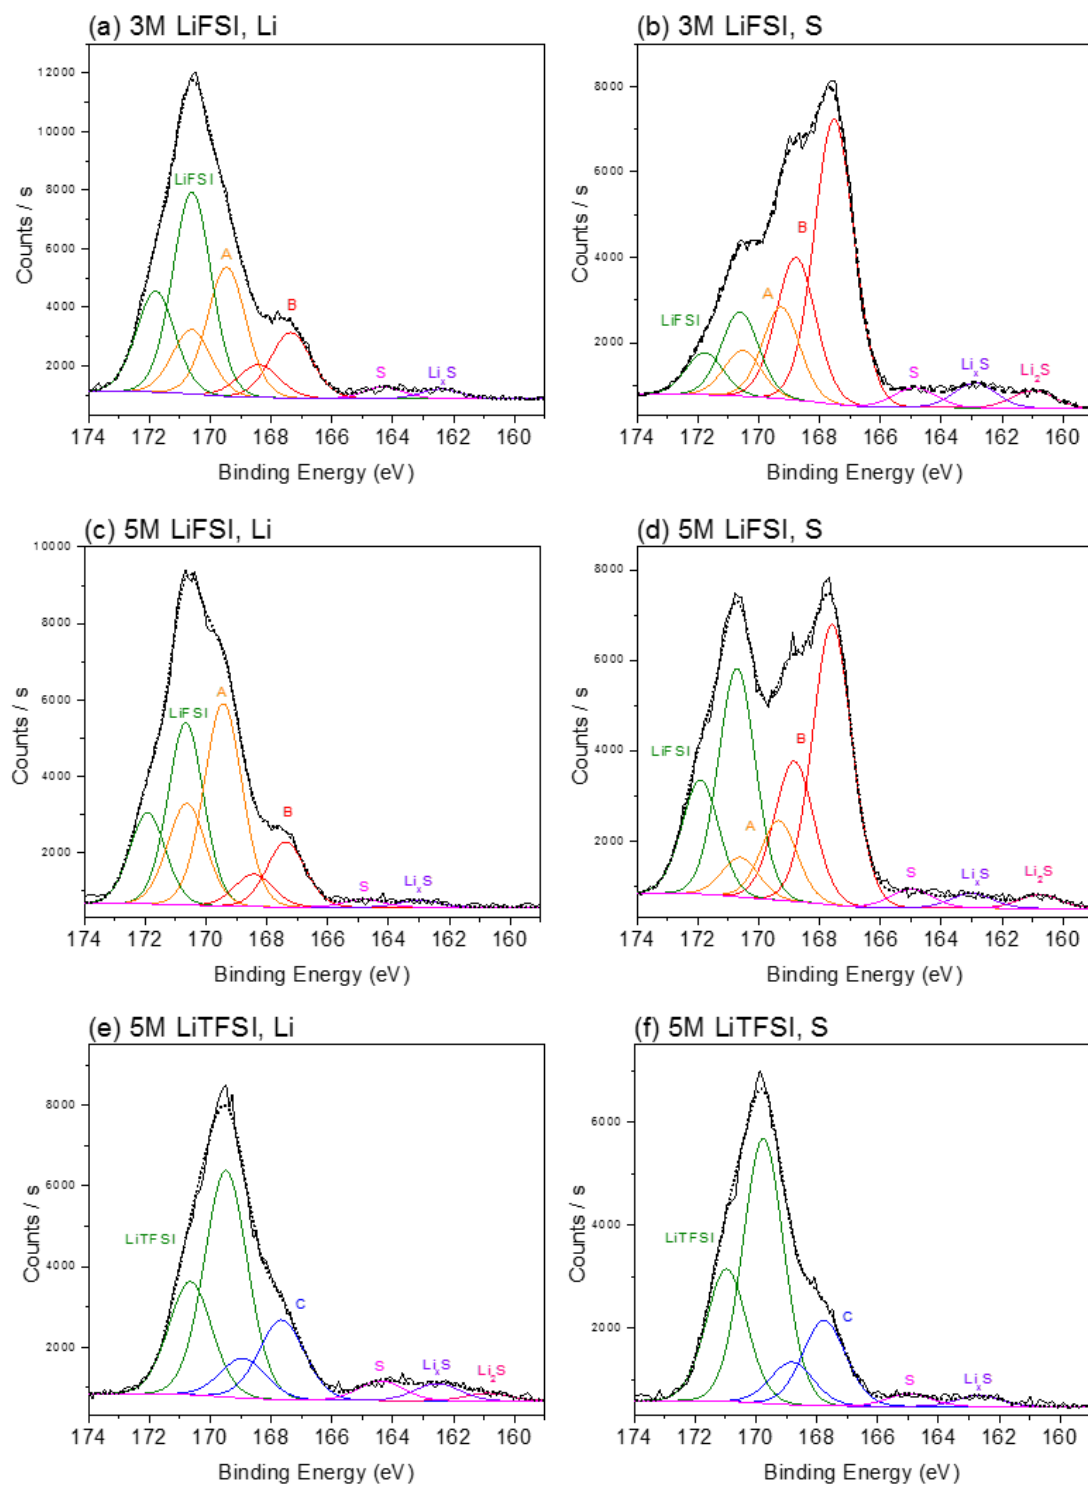 (a) 3M LiFSI, Li
12000
10000
8000
6000
4000
2000
Counts / s
LiFSI
A
B
S
LiₓS
174 172 170 168 166 164 162 160
Binding Energy (eV)
(b) 3M LiFSI, S
8000
6000
4000
2000
Counts / s
LiFSI
A
B
S
LiₓS
Li₂S
174 172 170 168 166 164 162 160
Binding Energy (eV)
(c) 5M LiFSI, Li
10000
8000
6000
4000
2000
Counts / s
LiFSI
A
B
S
LiₓS
174 172 170 168 166 164 162 160
Binding Energy (eV)
(d) 5M LiFSI, S
8000
6000
4000
2000
Counts / s
LiFSI
A
B
S
LiₓS
Li₂S
174 172 170 168 166 164 162 160
Binding Energy (eV)
(e) 5M LiTFSI, Li
8000
6000
4000
2000
Counts / s
LiTFSI
C
S
LiₓS
Li₂S
174 172 170 168 166 164 162 160
Binding Energy (eV)
(f) 5M LiTFSI, S
6000
4000
2000
Counts / s
LiTFSI
C
S
LiₓS
174 172 170 168 166 164 162 160
Binding Energy (eV)